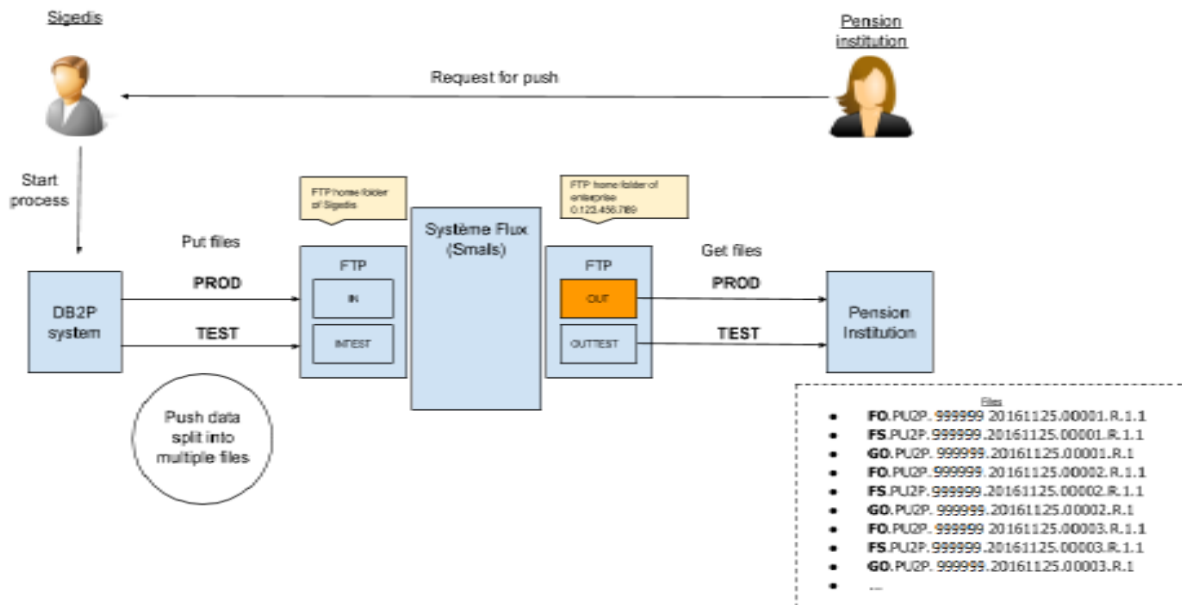 Sigedis
Pension
institution
Request for push
Start
process
FTP home folder
of Sigedis
FTP home folder of
enterprise
0.123.456.789
Système Flux
(Smals)
Put files
Get files
FTP
FTP
DB2P
system
PROD
IN
OUT
PROD
Pension
Institution
TEST
INTEST
OUTTEST
TEST
Push data
split into
multiple files
Files
• FO.PU2P. 999999 20161125.00001.R.1.1
• FS.PU2P. 999999.20161125.00001.R.1.1
• GO.PU2P. 999999.20161125.00001.R.1
• FO.PU2P. 999999.20161125.00002.R.1.1
• FS.PU2P. 999999.20161125.00002.R.1.1
• GO.PU2P. 999999.20161125.00002.R.1
• FO.PU2P. 999999 20161125.00003.R.1.1
• FS.PU2P. 999999.20161125.00003.R.1.1
• GO.PU2P. 999999.20161125.00003.R.1
• ...